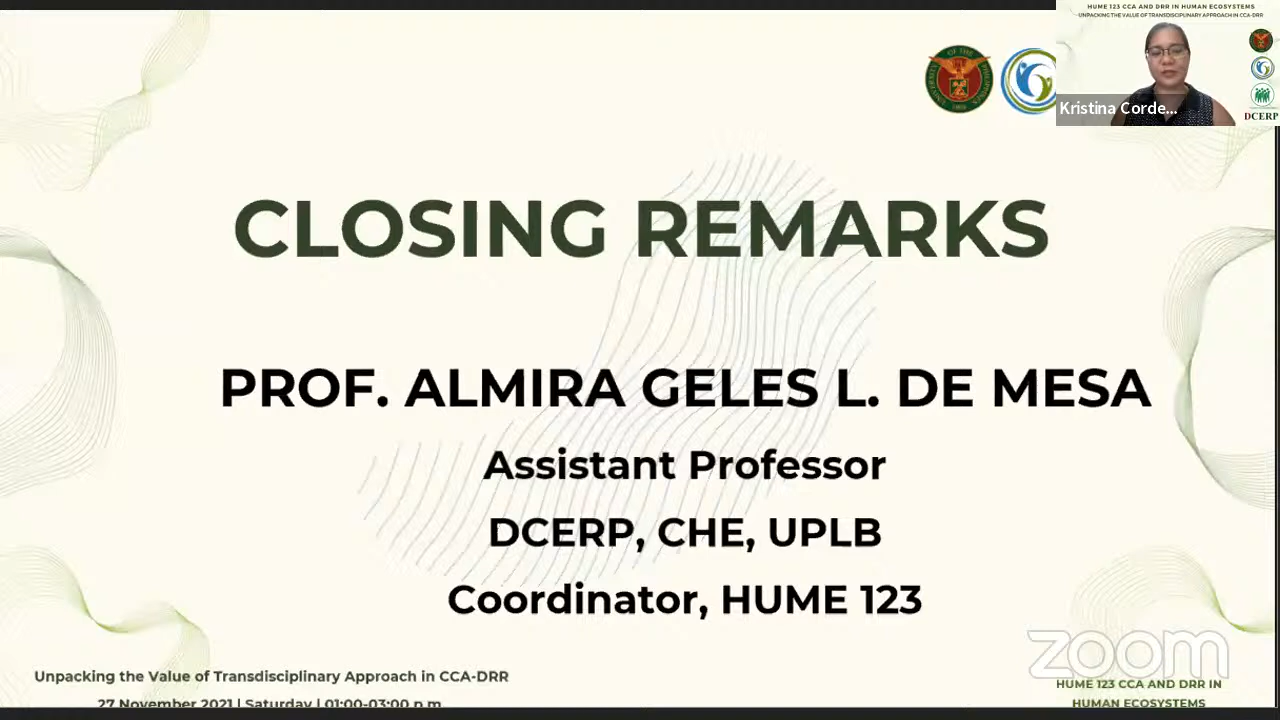 HUME 123 CCA AND DRR IN HUMAN ECOSYSTEMS
UNPACKING THE VALUE OF TRANSDISCIPLINARY APPROACH IN CCA-DRR
Kristina Corde...
DCERP
CLOSING REMARKS
PROF. ALMIRA GELES L. DE MESA
Assistant Professor
DCERP, CHE, UPLB
Coordinator, HUME 123
zoom
Unpacking the Value of Transdisciplinary Approach in CCA-DRR
27 November 2021 | Saturday | 01:00-03:00 p.m.
HUME 123 CCA AND DRR IN
HUMAN ECOSYSTEMS